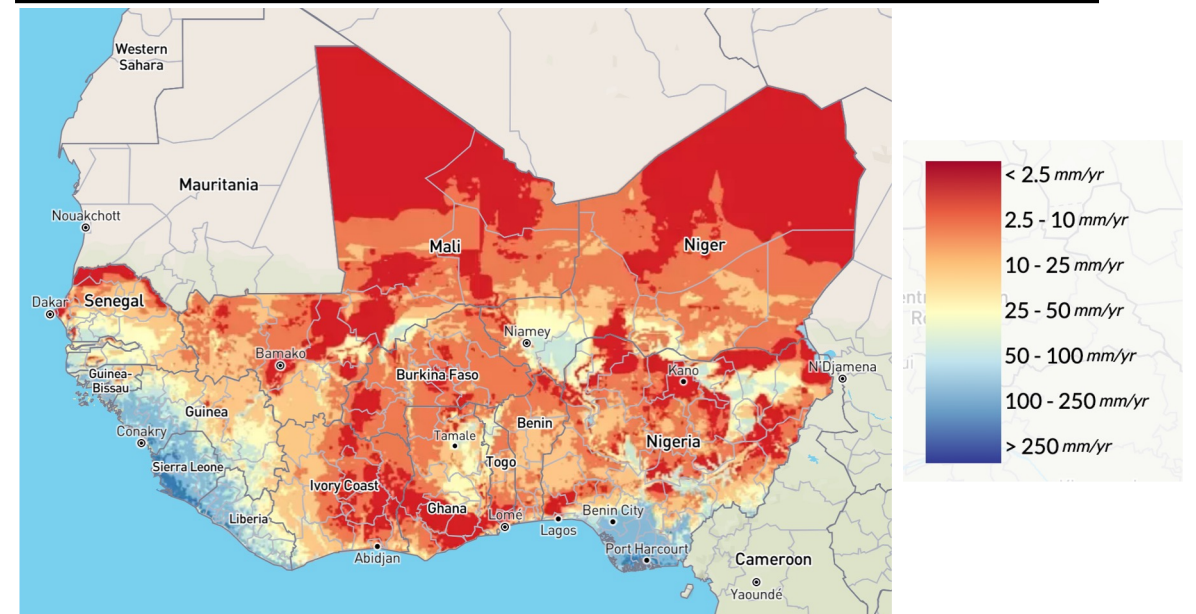 Western
Sahara
Mauritania
Nouakchott
Mali
Niger
Dakar
Senegal
Niamey
Bamako
N'Djamena
Guinea-
Bissau
Burkina Faso
Kano
Guinea
Benin
Conakry
Tamale
Nigeria
Togo
Sierra Leone
Ivory Coast
Ghana
Benin City
Liberia
Lomé
Lagos
Port Harcourt
Abidjan
Cameroon
Yaoundé
< 2.5 mm/yr
2.5 - 10 mm/yr
10 - 25 mm/yr
25 - 50 mm/yr
50 - 100 mm/yr
100 - 250 mm/yr
> 250 mm/yr